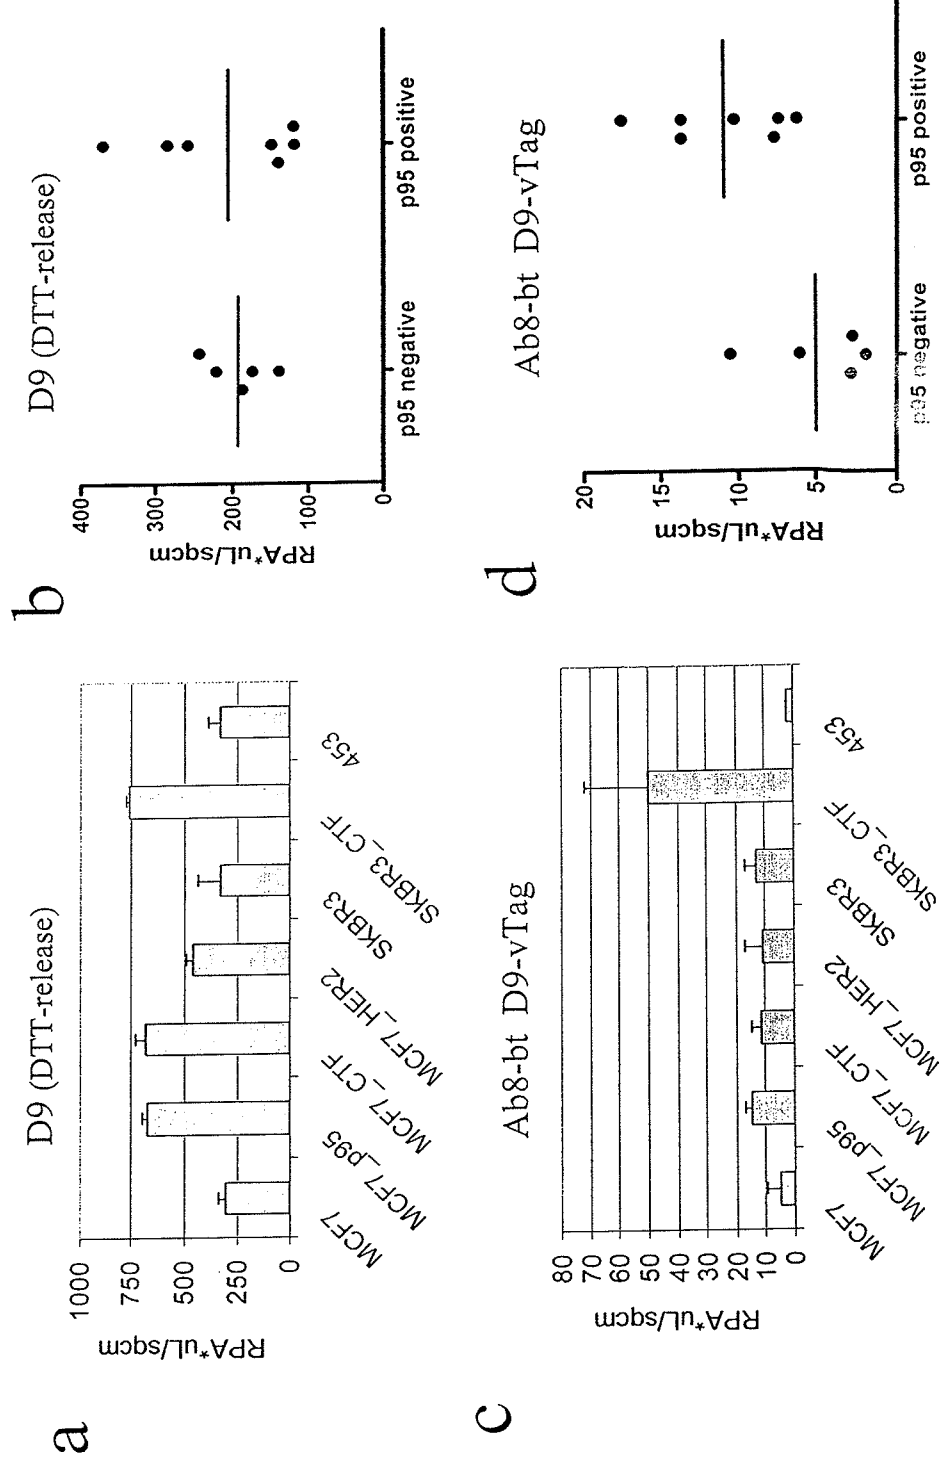 a
D9 (DTT-release)
RPA*uL/sqcm
1000
750
500
250
0
MCF7
MCF7_p95
MCF7_CTF
MCF7_HER2
SKBR3
SKBR3_CTF
453
b
D9 (DTT-release)
RPA*uL/sqcm
400
300
200
100
0
p95 negative
p95 positive
c
Ab8-bt D9-vTag
RPA*uL/sqcm
80
70
60
50
40
30
20
10
0
MCF7
MCF7_p95
MCF7_CTF
MCF7_HER2
SKBR3
SKBR3_CTF
453
d
Ab8-bt D9-vTag
RPA*uL/sqcm
20
15
10
5
0
p95 negative
p95 positive